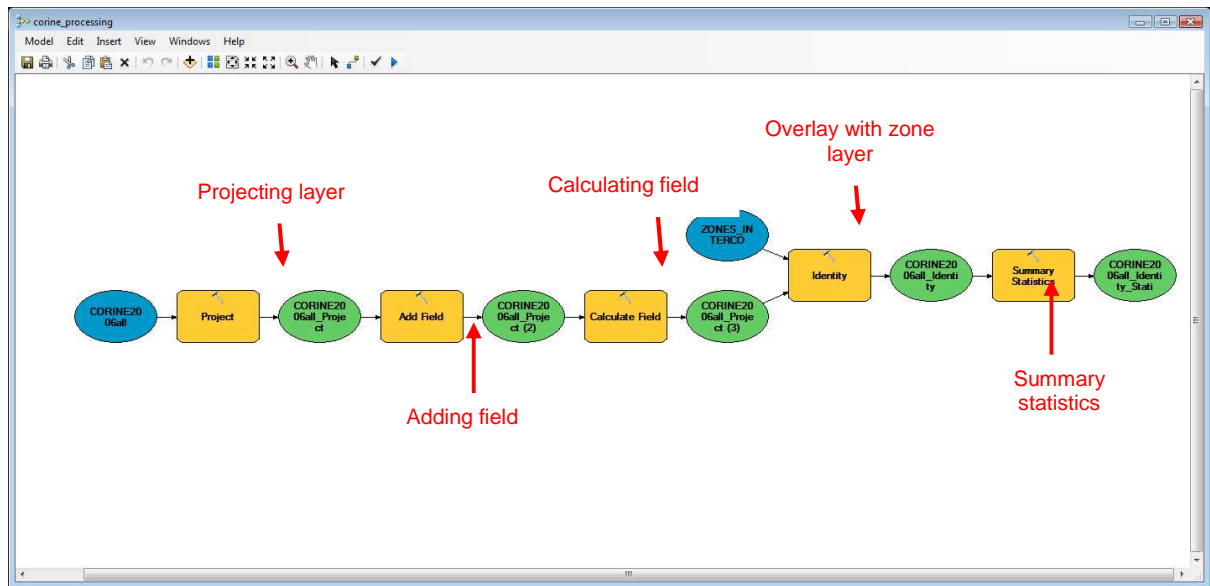 corine_processing
Model Edit Insert View Windows Help
Overlay with zone
layer
Projecting layer
Calculating field
ZONES_IN
TERCO
Identity
CORINE20
06all_Identi
ty
Summary
Statistics
CORINE20
06all_Identi
ty_Stati
CORINE20
06all
Project
CORINE20
06all_Proje
ct
Add Field
CORINE20
06all_Proje
ct (2)
Calculate Field
CORINE20
06all_Proje
ct (3)
Adding field
Summary
statistics